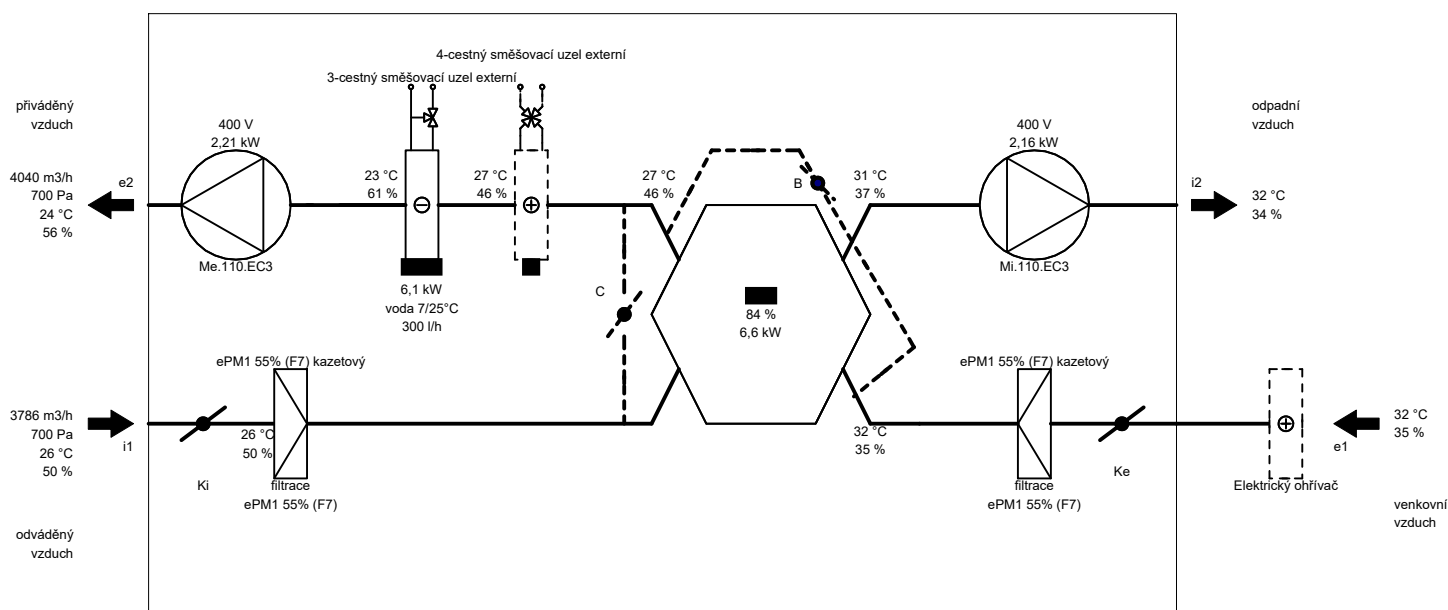 4-cestný směšovací uzel externí
3-cestný směšovací uzel externí
přiváděný
vzduch
odpadní
vzduch
400 V
2,21 kW
400 V
2,16 kW
4040 m3/h
700 Pa
24 °C
56 %
e2
23 °C
61 %
27 °C
46 %
27 °C
46 %
B
31 °C
37 %
i2
32 °C
34 %
Me.110.EC3
Mi.110.EC3
6,1 kW
voda 7/25°C
300 l/h
C
84 %
6,6 kW
ePM1 55% (F7) kazetový
ePM1 55% (F7) kazetový
3786 m3/h
700 Pa
26 °C
50 %
i1
26 °C
50 %
32 °C
35 %
32 °C
35 %
e1
Ki
filtrace
ePM1 55% (F7)
filtrace
ePM1 55% (F7)
Ke
Elektrický ohřívač
odváděný
vzduch
venkovní
vzduch